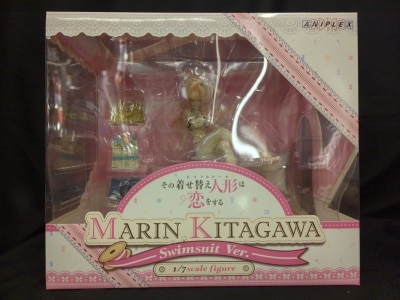 ANIPLEX
その着せ替え人形は
恋をする
MARIN KITAGAWA
Swimsuit Ver.
1/7 scale figure